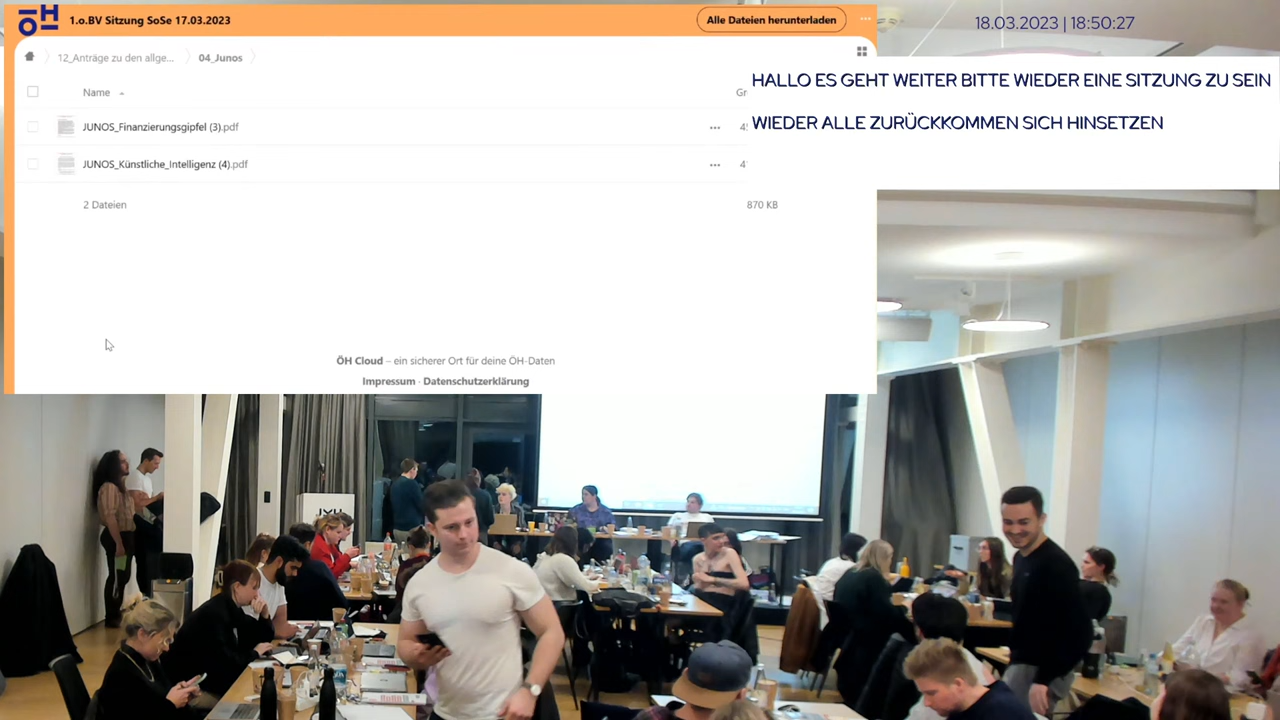 ŌH
1.o.BV Sitzung SoSe 17.03.2023
Alle Dateien herunterladen
18.03.2023 | 18:50:27
12_Anträge zu den allge...
04_Junos
HALLO ES GEHT WEITER BITTE WIEDER EINE SITZUNG ZU SEIN
WIEDER ALLE ZURÜCKKOMMEN SICH HINSETZEN
Name
JUNOS_Finanzierungsgipfel (3).pdf
JUNOS_Künstliche_Intelligenz (4).pdf
2 Dateien
870 KB
ÖH Cloud – ein sicherer Ort für deine ÖH-Daten
Impressum · Datenschutzerklärung